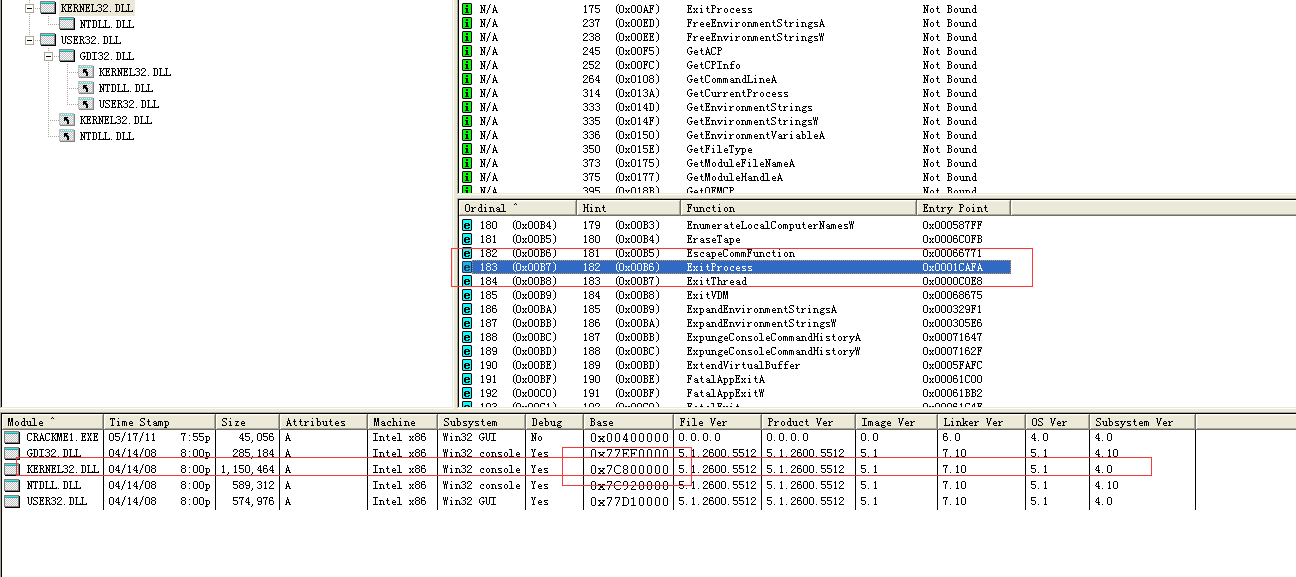 KERNEL32.DLL
NTDLL.DLL
USER32.DLL
GDI32.DLL
KERNEL32.DLL
NTDLL.DLL
USER32.DLL
KERNEL32.DLL
NTDLL.DLL
N/A 175 (0x00AF) ExitProcess Not Bound
N/A 237 (0x00ED) FreeEnvironmentStringsA Not Bound
N/A 238 (0x00EE) FreeEnvironmentStringsW Not Bound
N/A 245 (0x00F5) GetACP Not Bound
N/A 252 (0x00FC) GetCPInfo Not Bound
N/A 264 (0x0108) GetCommandLineA Not Bound
N/A 314 (0x013A) GetCurrentProcess Not Bound
N/A 333 (0x014D) GetEnvironmentStrings Not Bound
N/A 335 (0x014F) GetEnvironmentStringsW Not Bound
N/A 336 (0x0150) GetEnvironmentVariableA Not Bound
N/A 350 (0x015E) GetFileType Not Bound
N/A 373 (0x0175) GetModuleFileNameA Not Bound
N/A 375 (0x0177) GetModuleHandleA Not Bound
N/A 395 (0x018B) GetOEMCP Not Bound
Ordinal ^ Hint Function Entry Point
180 (0x00B4) 179 (0x00B3) EnumerateLocalComputerNamesW 0x000587FF
181 (0x00B5) 180 (0x00B4) EraseTape 0x0006C0FB
182 (0x00B6) 181 (0x00B5) EscapeCommFunction 0x00066771
183 (0x00B7) 182 (0x00B6) ExitProcess 0x0001CAFA
184 (0x00B8) 183 (0x00B7) ExitThread 0x0000C0E8
185 (0x00B9) 184 (0x00B8) ExitVDM 0x00068675
186 (0x00BA) 185 (0x00B9) ExpandEnvironmentStringsA 0x000329F1
187 (0x00BB) 186 (0x00BA) ExpandEnvironmentStringsW 0x000305E6
188 (0x00BC) 187 (0x00BB) ExpungeConsoleCommandHistoryA 0x00071647
189 (0x00BD) 188 (0x00BC) ExpungeConsoleCommandHistoryW 0x0007162F
190 (0x00BE) 189 (0x00BD) ExtendVirtualBuffer 0x0005FAFC
191 (0x00BF) 190 (0x00BE) FatalAppExitA 0x00061C00
192 (0x00C0) 191 (0x00BF) FatalAppExitW 0x00061BB2
Module ^ Time Stamp Size Attributes Machine Subsystem Debug Base File Ver Product Ver Image Ver Linker Ver OS Ver Subsystem Ver
CRACKME1.EXE 05/17/11 7:55p 45,056 A Intel x86 Win32 GUI No 0x00400000 0.0.0.0 0.0.0.0 0.0 6.0 4.0 4.0
GDI32.DLL 04/14/08 8:00p 285,184 A Intel x86 Win32 console Yes 0x77EF0000 5.1.2600.5512 5.1.2600.5512 5.1 7.10 5.1 4.10
KERNEL32.DLL 04/14/08 8:00p 1,150,464 A Intel x86 Win32 console Yes 0x7C800000 5.1.2600.5512 5.1.2600.5512 5.1 7.10 5.1 4.0
NTDLL.DLL 04/14/08 8:00p 589,312 A Intel x86 Win32 console Yes 0x7C920000 5.1.2600.5512 5.1.2600.5512 5.1 7.10 5.1 4.10
USER32.DLL 04/14/08 8:00p 574,976 A Intel x86 Win32 GUI Yes 0x77D10000 5.1.2600.5512 5.1.2600.5512 5.1 7.10 5.1 4.0